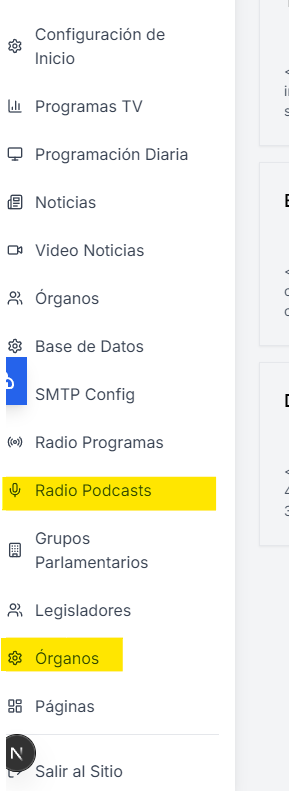 Configuración de
Inicio
Programas TV
Programación Diaria
Noticias
Video Noticias
Órganos
Base de Datos
SMTP Config
Radio Programas
Radio Podcasts
Grupos
Parlamentarios
Legisladores
Órganos
Páginas
N
Salir al Sitio